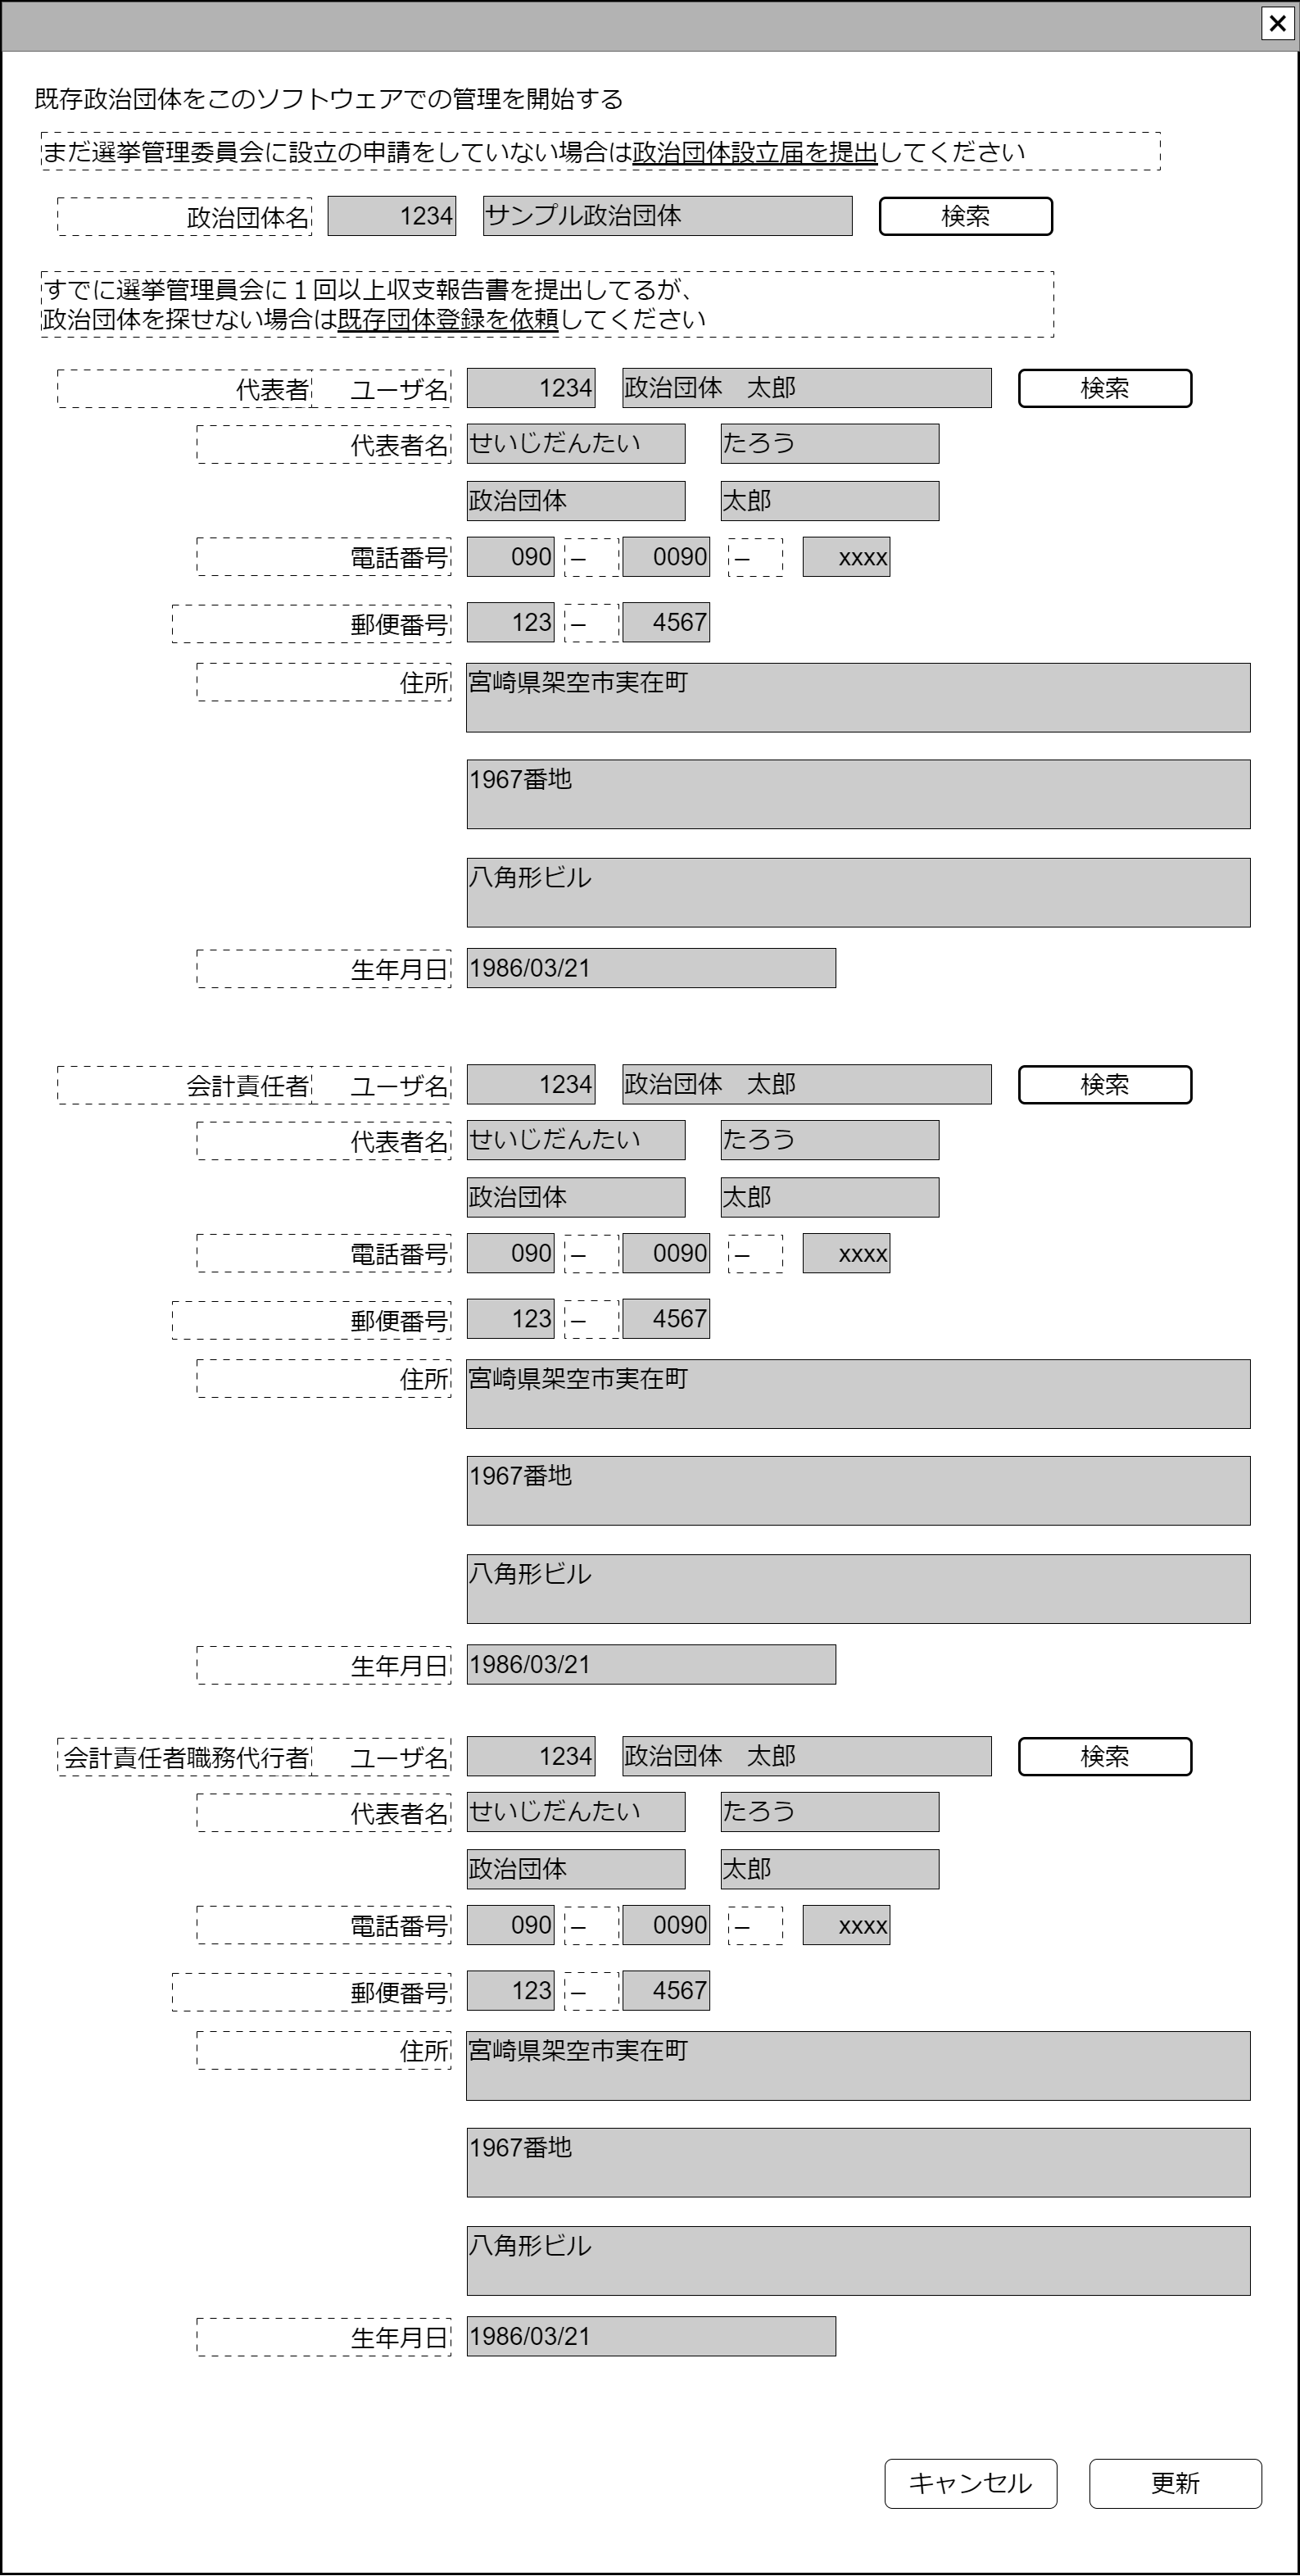 既存政治団体をこのソフトウェアでの管理を開始する
まだ選挙管理委員会に設立の申請をしていない場合は政治団体設立届を提出してください
政治団体名 1234 サンプル政治団体 検索
すでに選挙管理員会に１回以上収支報告書を提出してるが、
政治団体を探せない場合は既存団体登録を依頼してください
代表者 ユーザ名 1234 政治団体　太郎 検索
代表者名 せいじだんたい たろう
政治団体 太郎
電話番号 090 – 0090 – xxxx
郵便番号 123 – 4567
住所 宮崎県架空市実在町
1967番地
八角形ビル
生年月日 1986/03/21
会計責任者 ユーザ名 1234 政治団体　太郎 検索
代表者名 せいじだんたい たろう
政治団体 太郎
電話番号 090 – 0090 – xxxx
郵便番号 123 – 4567
住所 宮崎県架空市実在町
1967番地
八角形ビル
生年月日 1986/03/21
会計責任者職務代行者 ユーザ名 1234 政治団体　太郎 検索
代表者名 せいじだんたい たろう
政治団体 太郎
電話番号 090 – 0090 – xxxx
郵便番号 123 – 4567
住所 宮崎県架空市実在町
1967番地
八角形ビル
生年月日 1986/03/21
キャンセル 更新